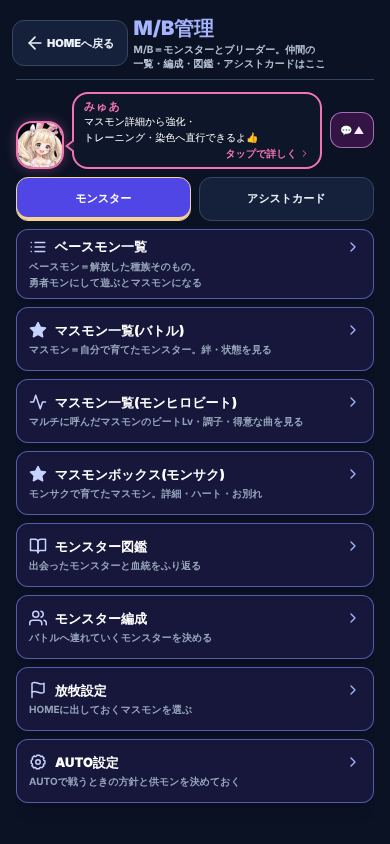 HOMEへ戻る
M/B管理
M/B＝モンスターとブリーダー。仲間の
一覧・編成・図鑑・アシストカードはここ
みゅあ
マスモン詳細から強化・
トレーニング・染色へ直行できるよ👍
タップで詳しく
💬▲
モンスター
アシストカード
ベースモン一覧
ベースモン＝解放した種族そのもの。
勇者モンにして遊ぶとマスモンになる
マスモン一覧(バトル)
マスモン＝自分で育てたモンスター。絆・状態を見る
マスモン一覧(モンヒロビート)
マルチに呼んだマスモンのビートLv・調子・得意な曲を見る
マスモンボックス(モンサク)
モンサクで育てたマスモン。詳細・ハート・お別れ
モンスター図鑑
出会ったモンスターと血統をふり返る
モンスター編成
バトルへ連れていくモンスターを決める
放牧設定
HOMEに出しておくマスモンを選ぶ
AUTO設定
AUTOで戦うときの方針と供モンを決めておく